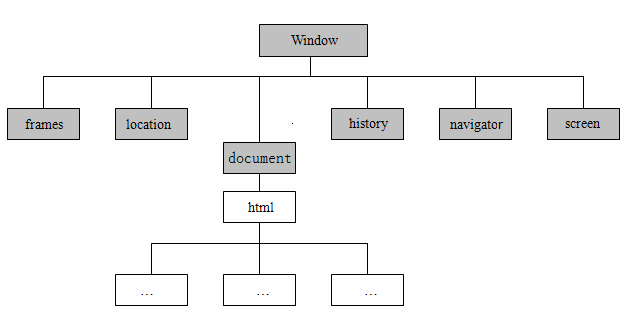 Window
frames
location
history
navigator
screen
document
html
...
...
...